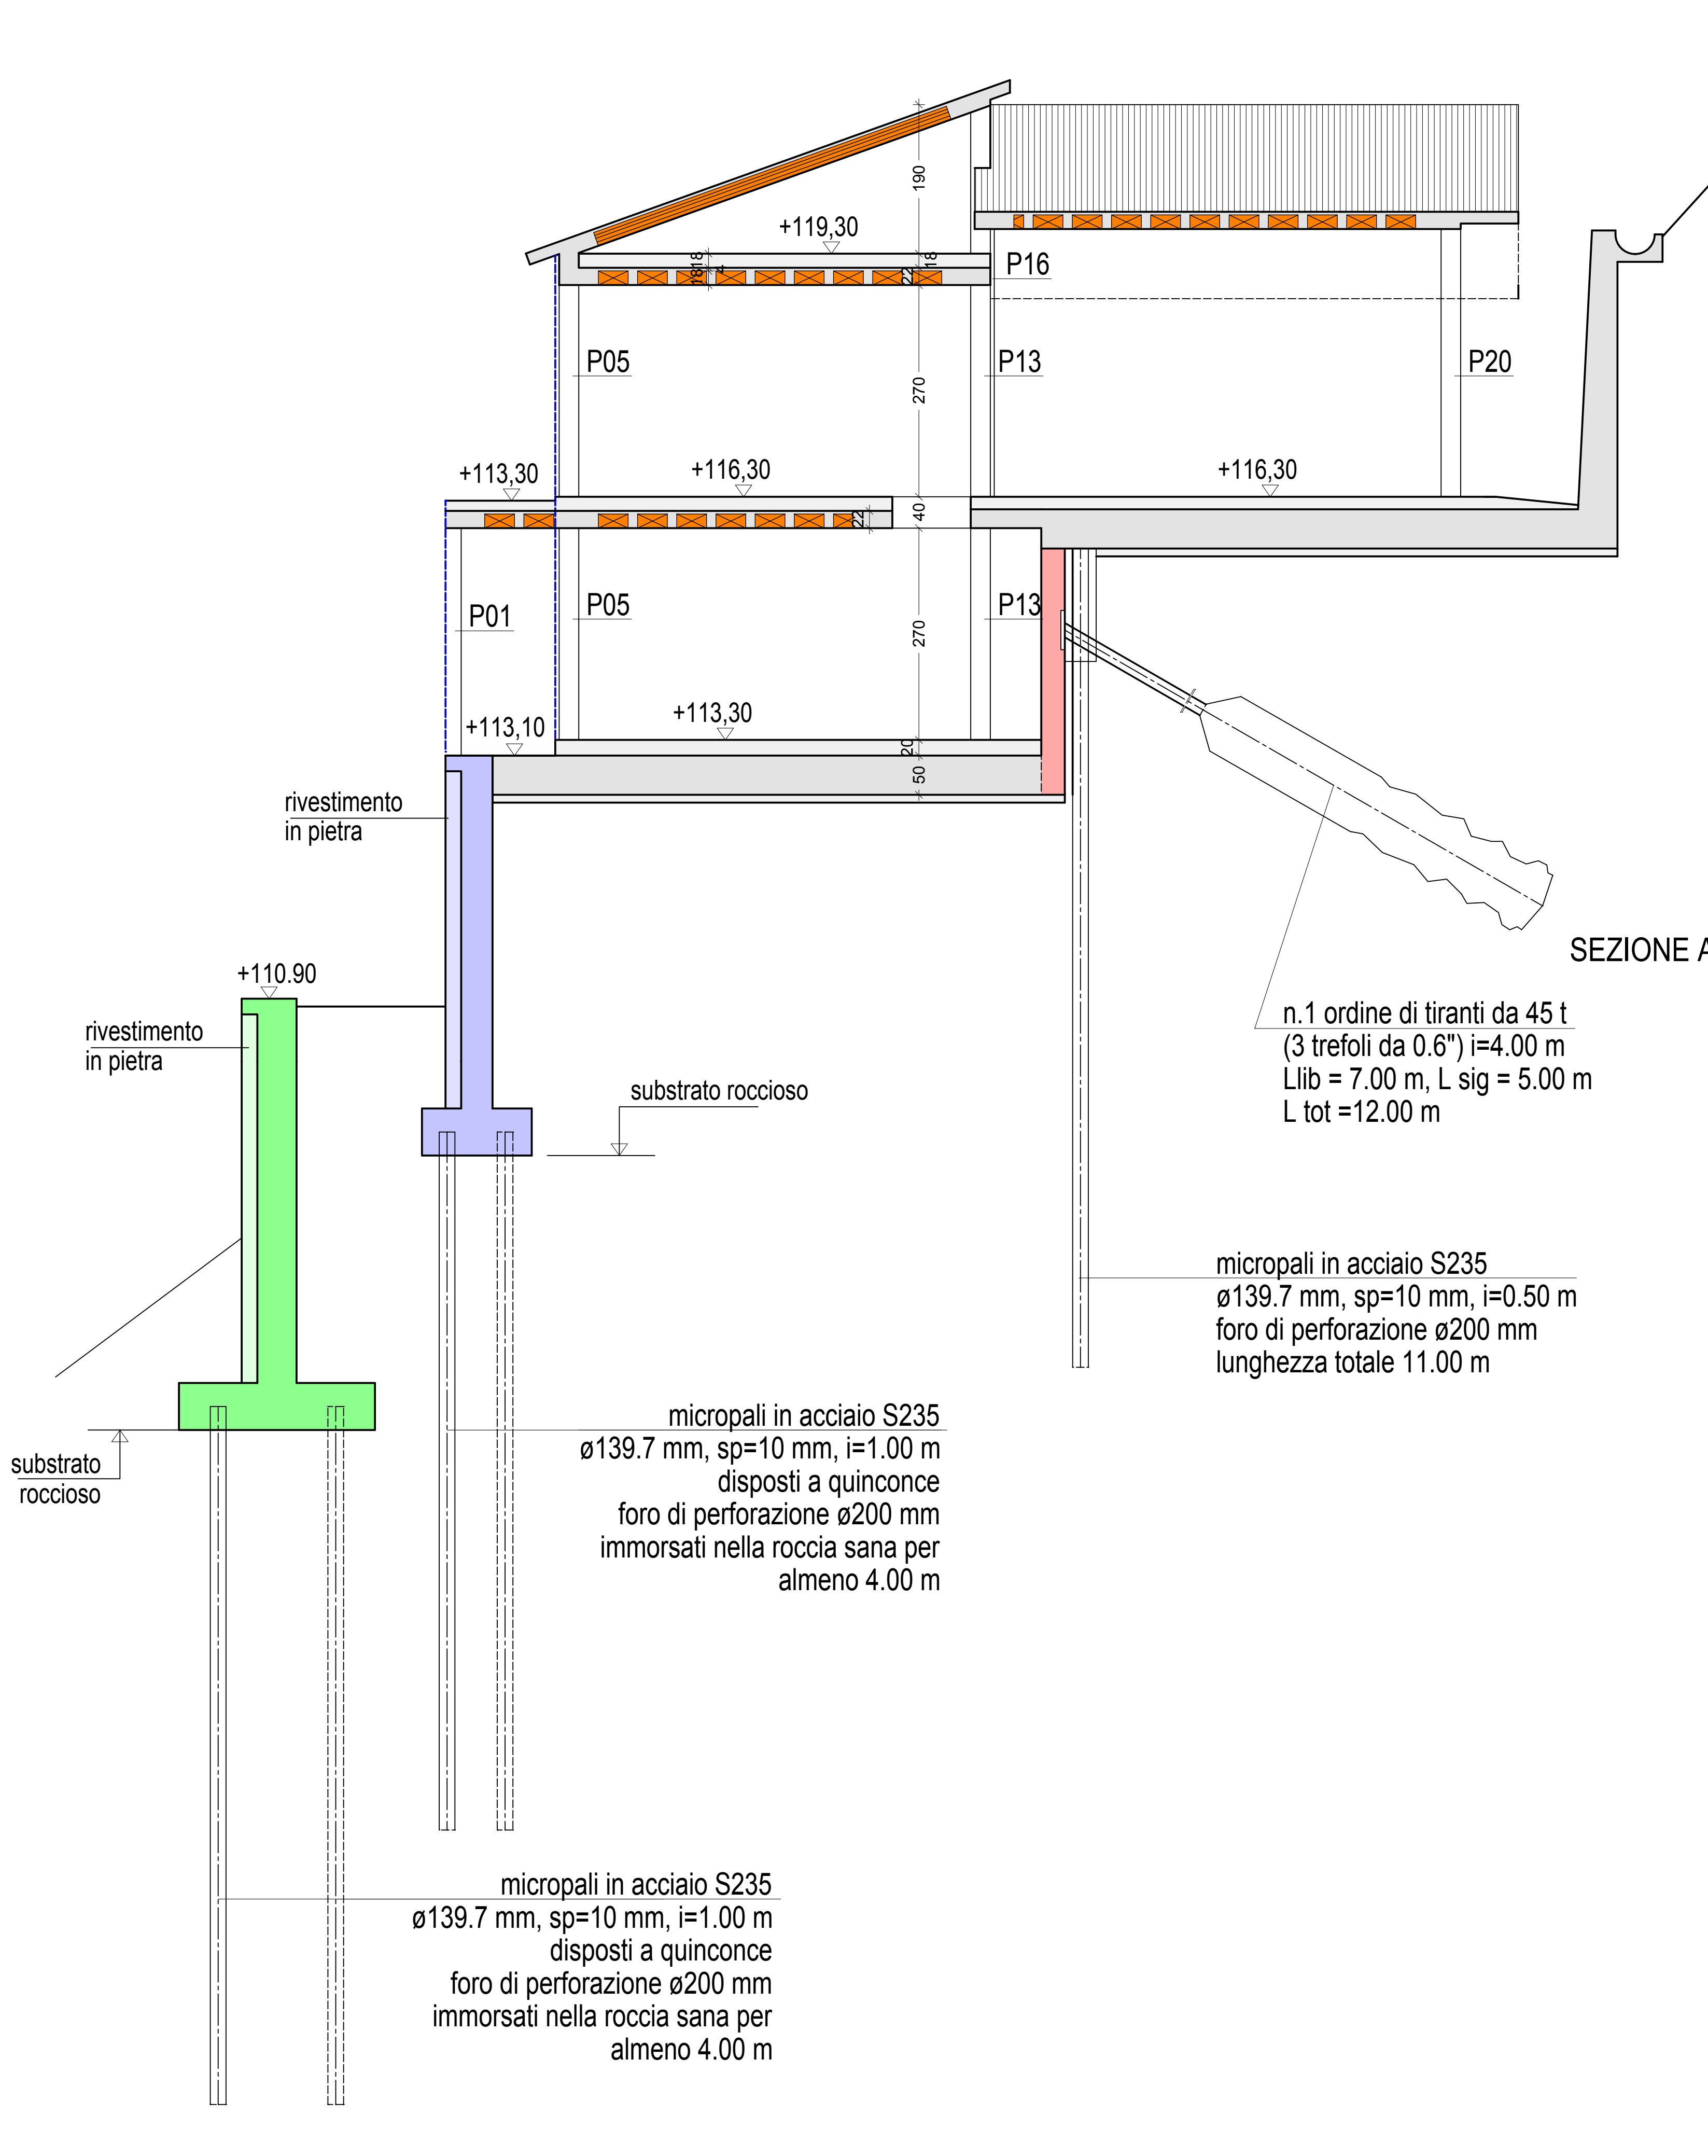 190
+119,30
18
18
18
4
22
P16
P05
P13
P20
270
+113,30
+116,30
+116,30
22
40
P01
P05
P13
270
+113,10
+113,30
20
50
rivestimento
in pietra
SEZIONE A
+110.90
rivestimento
in pietra
n.1 ordine di tiranti da 45 t
(3 trefoli da 0.6") i=4.00 m
Llib = 7.00 m, L sig = 5.00 m
L tot =12.00 m
substrato roccioso
micropali in acciaio S235
ø139.7 mm, sp=10 mm, i=0.50 m
foro di perforazione ø200 mm
lunghezza totale 11.00 m
substrato
roccioso
micropali in acciaio S235
ø139.7 mm, sp=10 mm, i=1.00 m
disposti a quinconce
foro di perforazione ø200 mm
immorsati nella roccia sana per
almeno 4.00 m
micropali in acciaio S235
ø139.7 mm, sp=10 mm, i=1.00 m
disposti a quinconce
foro di perforazione ø200 mm
immorsati nella roccia sana per
almeno 4.00 m